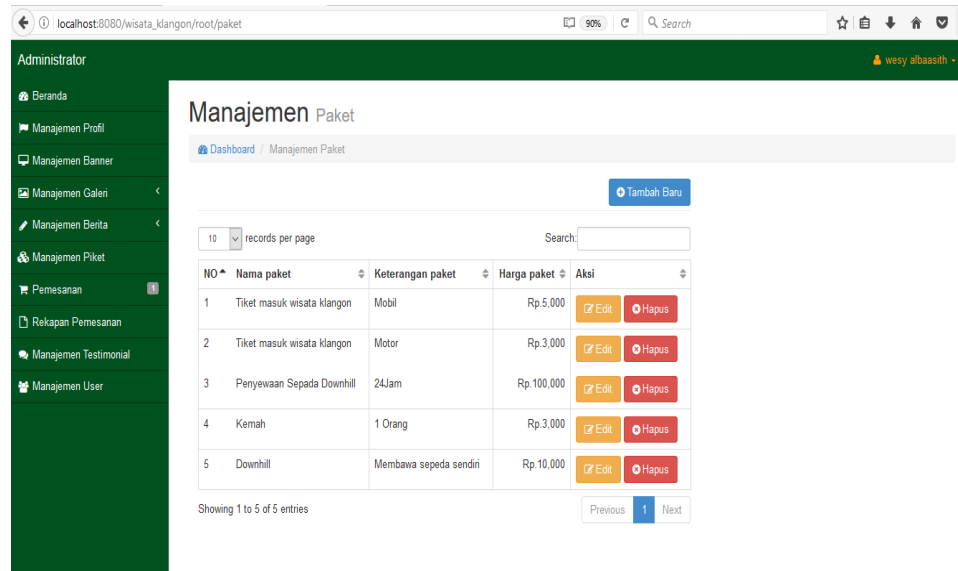 localhost:8080/wisata_klangon/root/paket
90%
Search
Administrator
wesy albaasith
Beranda
Manajemen Profil
Manajemen Banner
Manajemen Galeri
Manajemen Berita
Manajemen Piket
Pemesanan 1
Rekapan Pemesanan
Manajemen Testimonial
Manajemen User
Manajemen Paket
Dashboard / Manajemen Paket
Tambah Baru
10 records per page
Search:
NO Nama paket Keterangan paket Harga paket Aksi
1 Tiket masuk wisata klangon Mobil Rp.5,000 Edit Hapus
2 Tiket masuk wisata klangon Motor Rp.3,000 Edit Hapus
3 Penyewaan Sepada Downhill 24Jam Rp.100,000 Edit Hapus
4 Kemah 1 Orang Rp.3,000 Edit Hapus
5 Downhill Membawa sepeda sendiri Rp.10,000 Edit Hapus
Showing 1 to 5 of 5 entries
Previous 1 Next